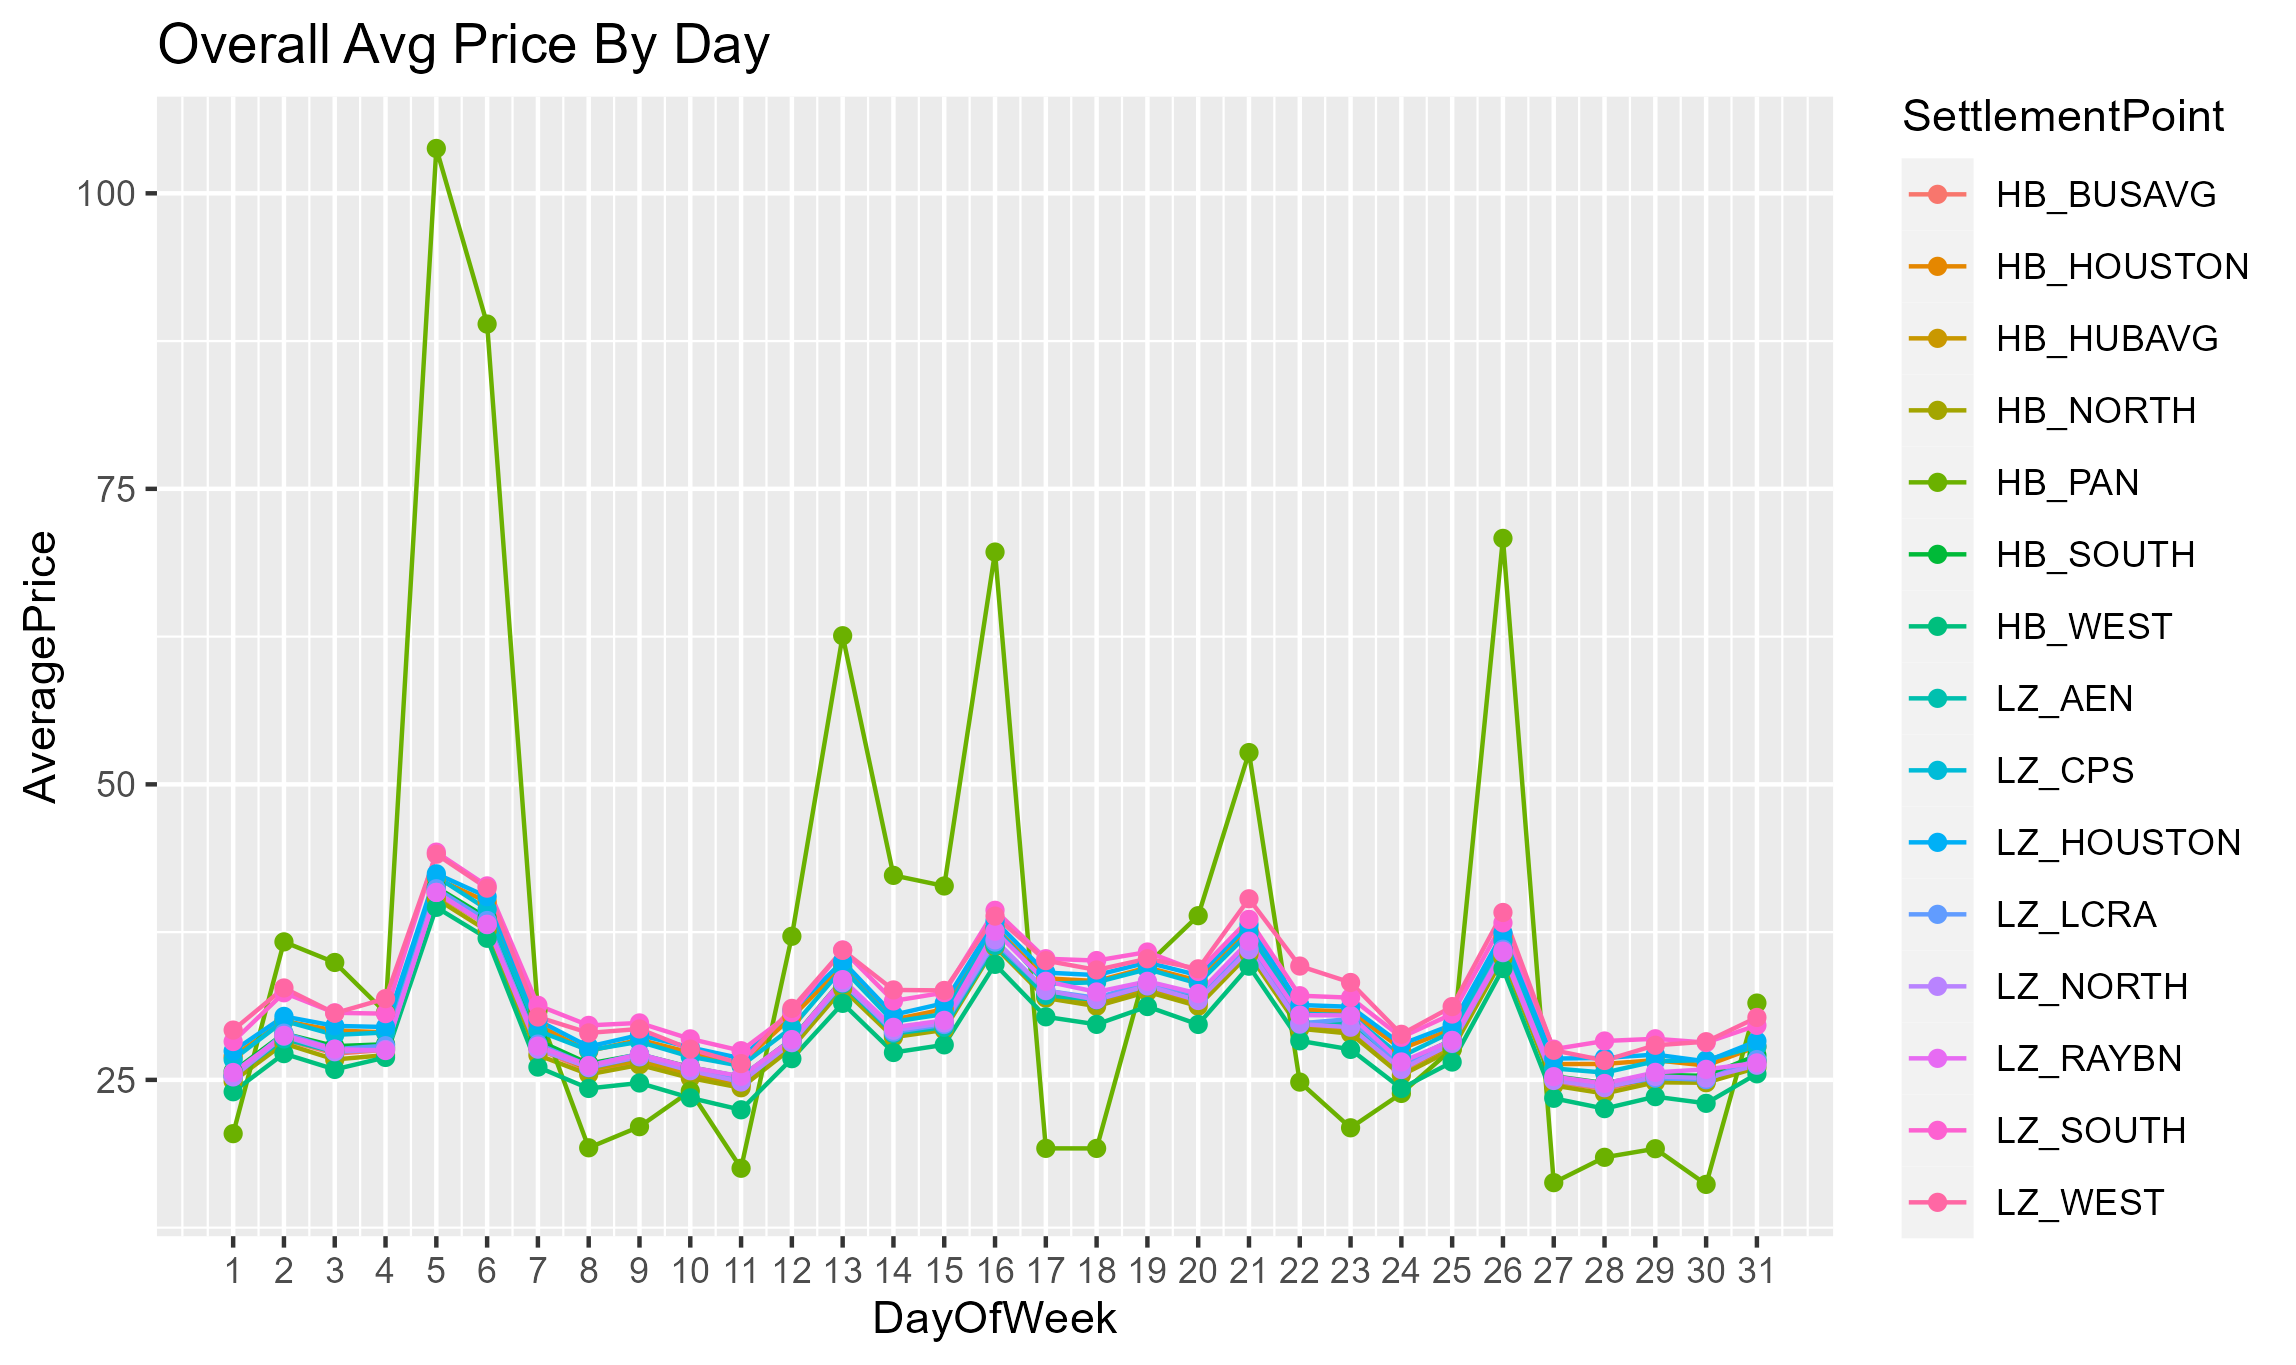 Overall Avg Price By Day
AveragePrice
100
75
50
25
1 2 3 4 5 6 7 8 9 10 11 12 13 14 15 16 17 18 19 20 21 22 23 24 25 26 27 28 29 30 31
DayOfWeek
SettlementPoint
HB_BUSAVG
HB_HOUSTON
HB_HUBAVG
HB_NORTH
HB_PAN
HB_SOUTH
HB_WEST
LZ_AEN
LZ_CPS
LZ_HOUSTON
LZ_LCRA
LZ_NORTH
LZ_RAYBN
LZ_SOUTH
LZ_WEST